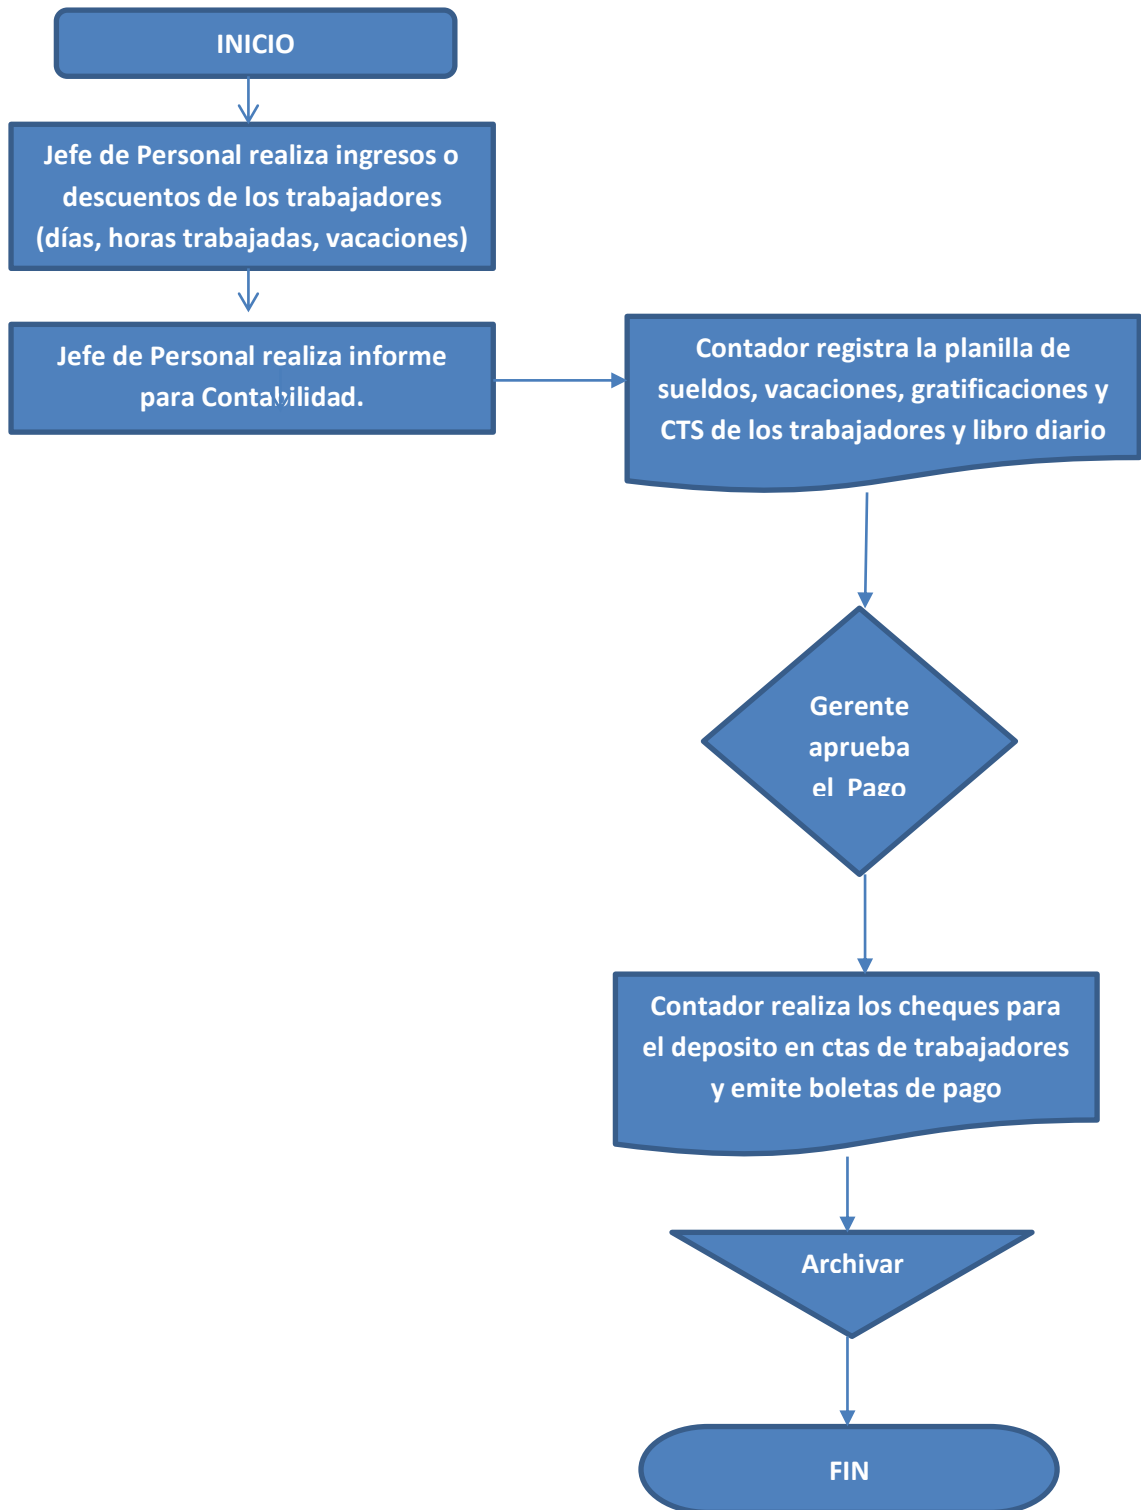 INICIO
Jefe de Personal realiza ingresos o
descuentos de los trabajadores
(días, horas trabajadas, vacaciones)
Jefe de Personal realiza informe
para Contabilidad.
Contador registra la planilla de
sueldos, vacaciones, gratificaciones y
CTS de los trabajadores y libro diario
Gerente
aprueba
el Pago
Contador realiza los cheques para
el deposito en ctas de trabajadores
y emite boletas de pago
Archivar
FIN